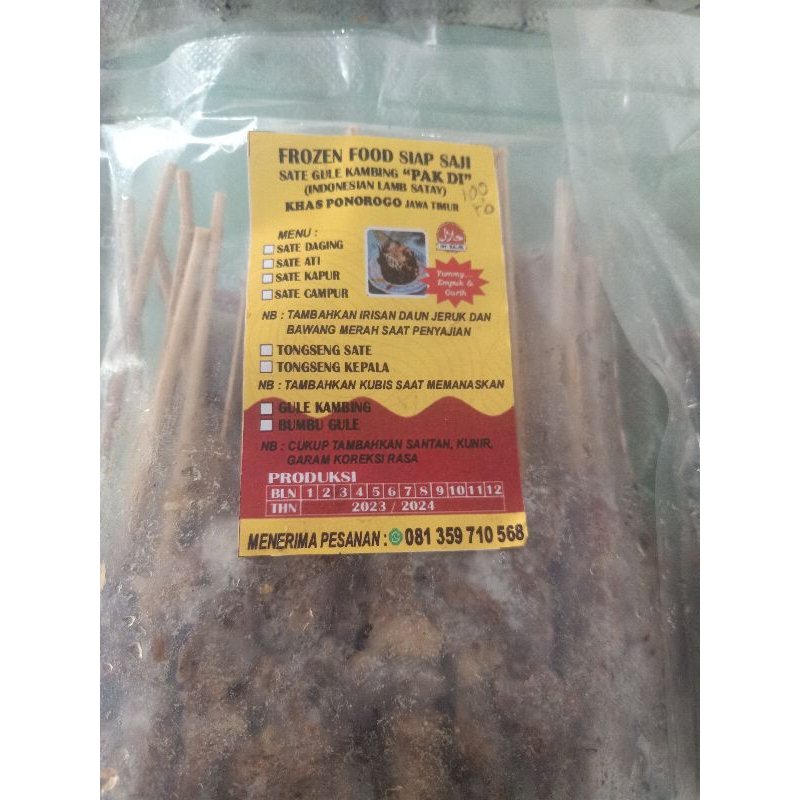 FROZEN FOOD SIAP SAJI
SATE GULE KAMBING "PAK DI"
(INDONESIAN LAMB SATAY)
KHAS PONOROGO JAWA TIMUR
100
MENU :
SATE DAGING
SATE ATI
SATE KAPUR
SATE CAMPUR
حلال
Yummy...
Empuk &
Gurih
NB : TAMBAHKAN IRISAN DAUN JERUK DAN
BAWANG MERAH SAAT PENYAJIAN
TONGSENG SATE
TONGSENG KEPALA
NB : TAMBAHKAN KUBIS SAAT MEMANASKAN
GULE KAMBING
BUMBU GULE
NB : CUKUP TAMBAHKAN SANTAN, KUNIR,
GARAM KOREKSI RASA
PRODUKSI
BLN 1 2 3 4 5 6 7 8 9 10 11 12
THN 2023 / 2024
MENERIMA PESANAN : 081 359 710 568